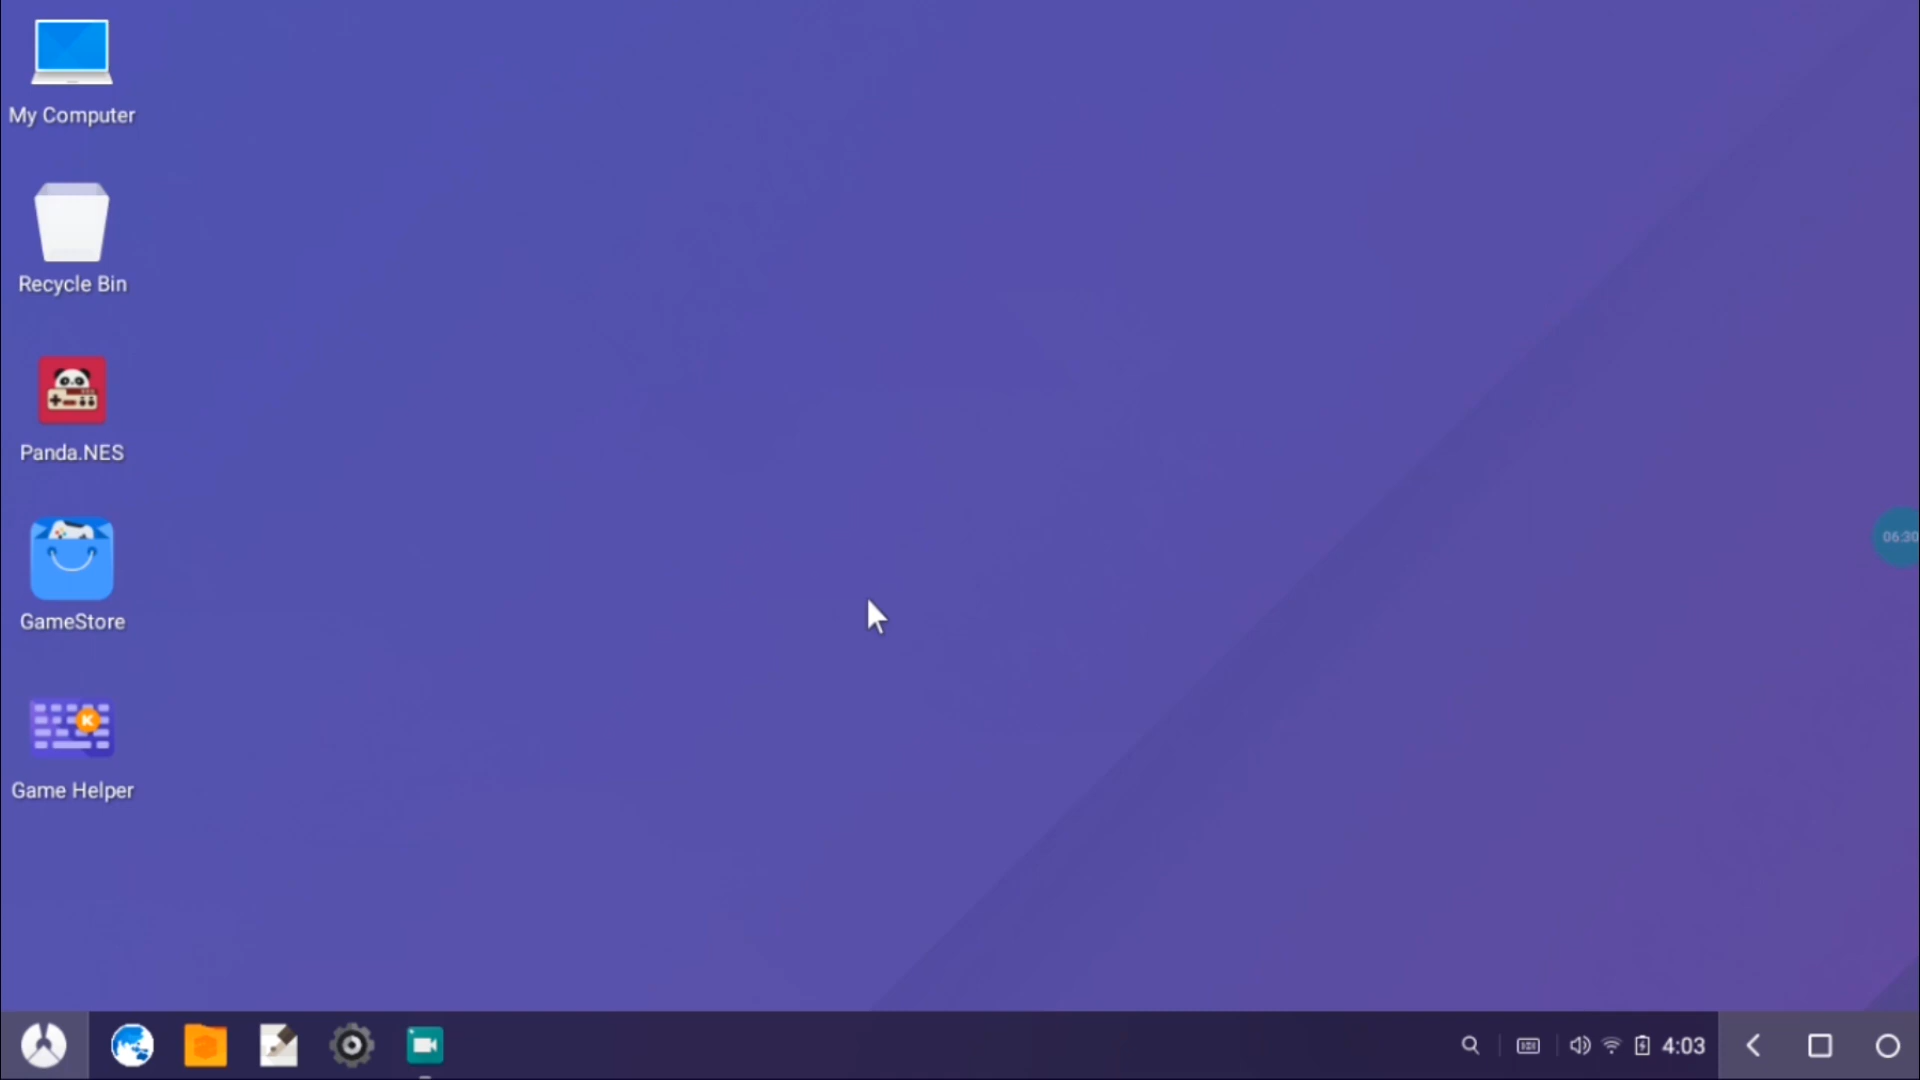 My Computer
Recycle Bin
Panda.NES
GameStore
K
Game Helper
06:30
4:03